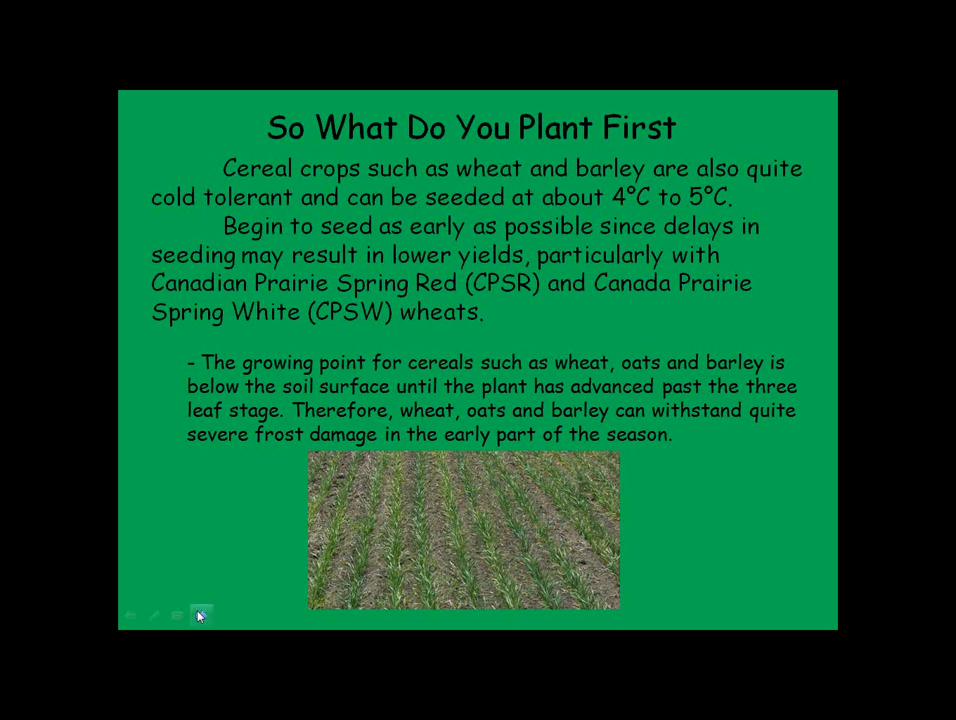 So What Do You Plant First
Cereal crops such as wheat and barley are also quite
cold tolerant and can be seeded at about 4°C to 5°C.
Begin to seed as early as possible since delays in
seeding may result in lower yields, particularly with
Canadian Prairie Spring Red (CPSR) and Canada Prairie
Spring White (CPSW) wheats.
- The growing point for cereals such as wheat, oats and barley is
below the soil surface until the plant has advanced past the three
leaf stage. Therefore, wheat, oats and barley can withstand quite
severe frost damage in the early part of the season.